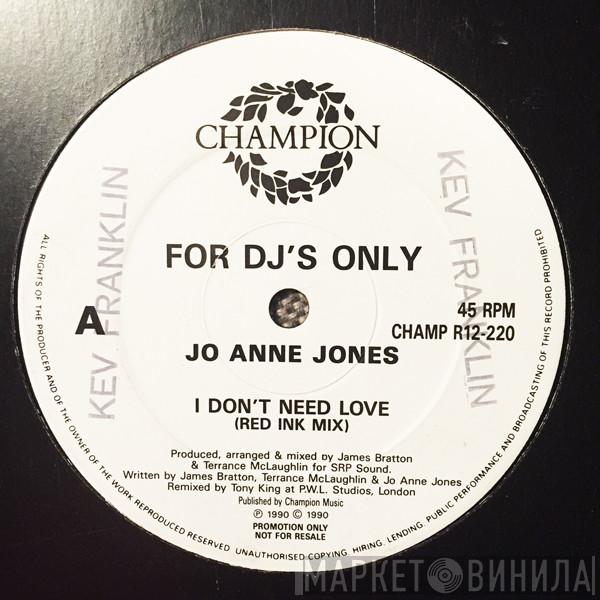 CHAMPION
FOR DJ'S ONLY
A
45 RPM
CHAMP R12-220
JO ANNE JONES
I DON'T NEED LOVE
(RED INK MIX)
Produced, arranged & mixed by James Bratton
& Terrance McLaughlin for SRP Sound.
Written by James Bratton, Terrance McLaughlin & Jo Anne Jones
Remixed by Tony King at P.W.L. Studios, London
Published by Champion Music
℗ 1990 © 1990
PROMOTION ONLY
NOT FOR RESALE
KEV FRANKLIN
KEV FRANKLIN
ALL RIGHTS OF THE PRODUCER AND OF THE OWNER OF THE WORK REPRODUCED RESERVED. UNAUTHORISED COPYING, HIRING, LENDING, PUBLIC PERFORMANCE AND BROADCASTING OF THIS RECORD PROHIBITED
МАРКЕТ ВИНИЛА